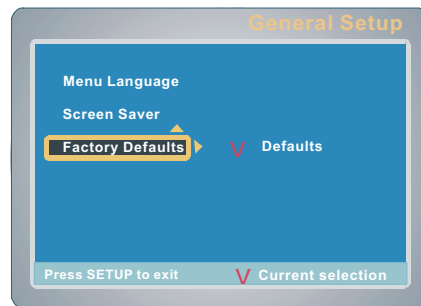 General Setup
Menu Language
Screen Saver
Factory Defaults V Defaults
Press SETUP to exit V Current selection